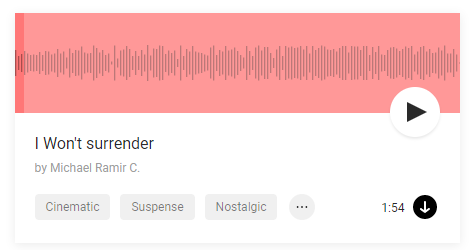 I Won't surrender
by Michael Ramir C.
Cinematic Suspense Nostalgic ... 1:54